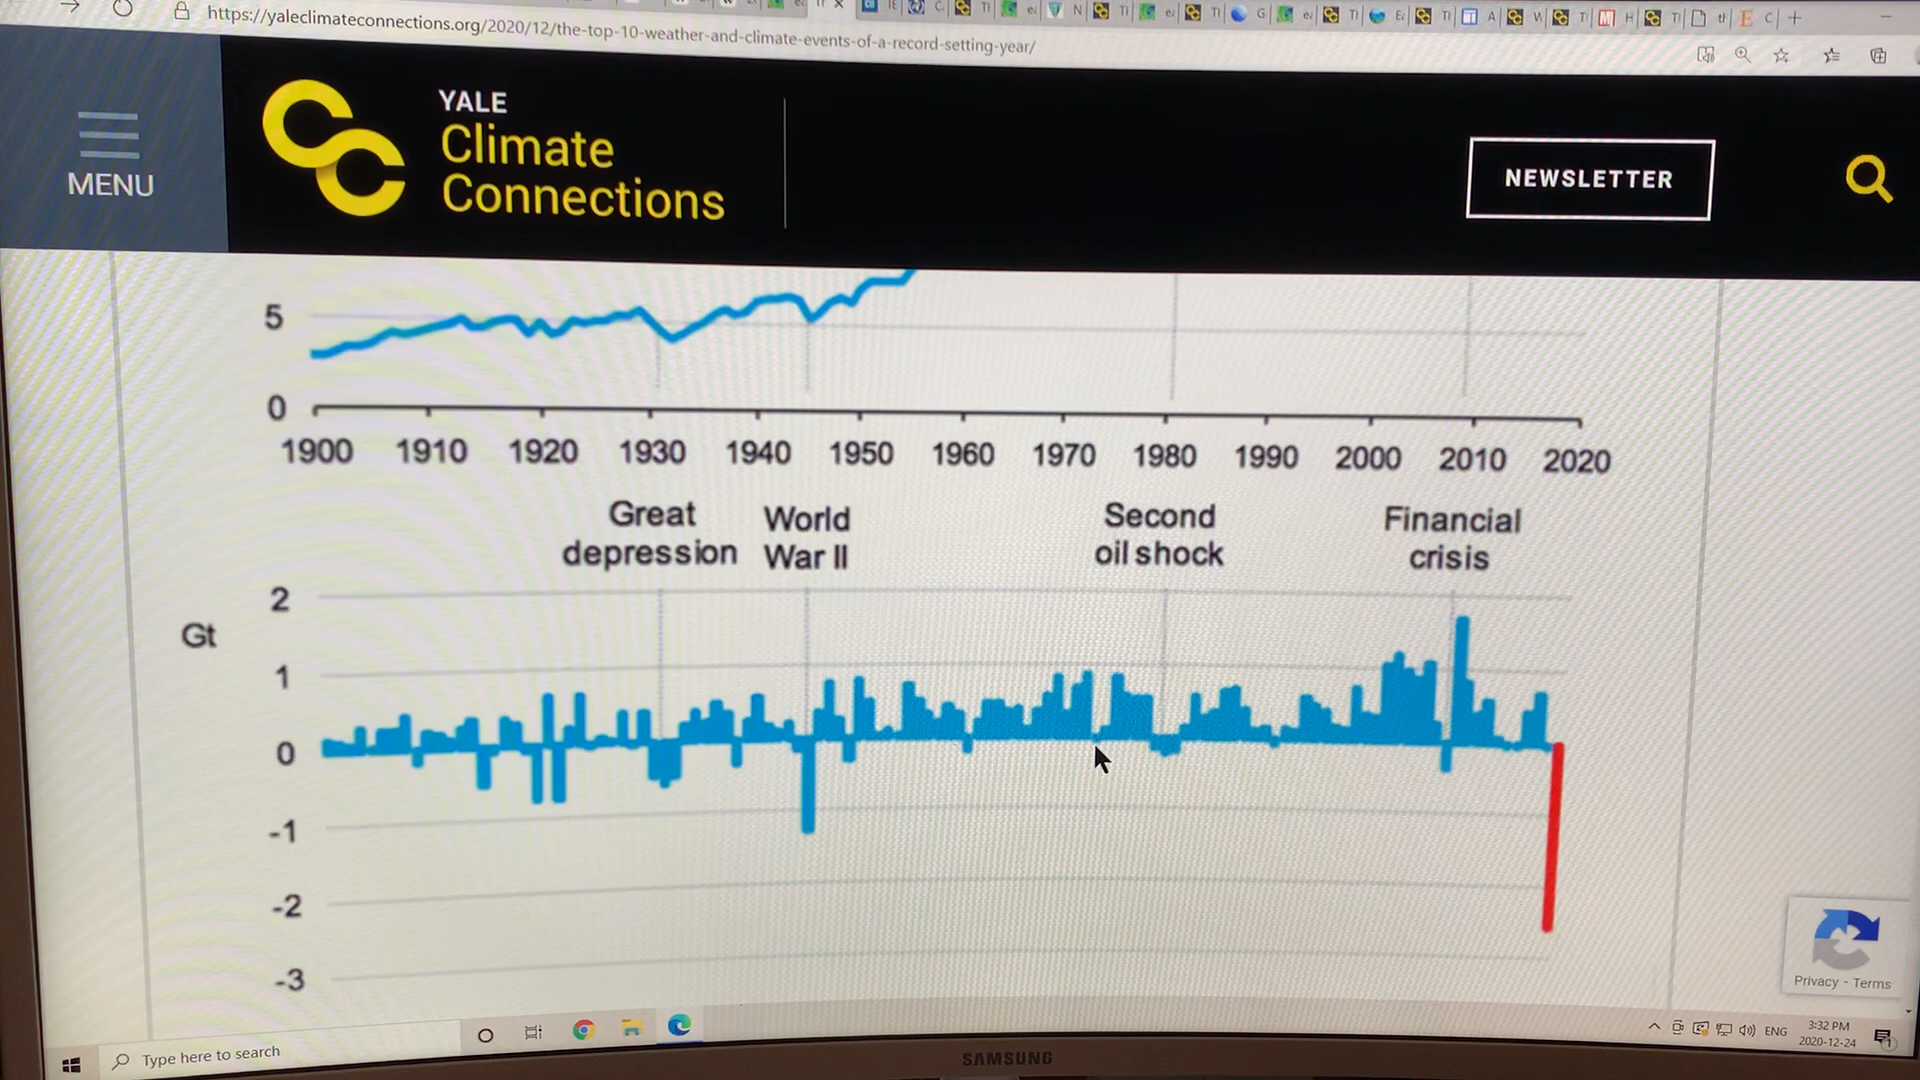 https://yaleclimateconnections.org/2020/12/the-top-10-weather-and-climate-events-of-a-record-setting-year/
MENU
YALE
Climate
Connections
NEWSLETTER
5
0
1900 1910 1920 1930 1940 1950 1960 1970 1980 1990 2000 2010 2020
Great depression
World War II
Second oil shock
Financial crisis
Gt
2
1
0
-1
-2
-3
Privacy - Terms
Type here to search
ENG
3:32 PM
2020-12-24
SAMSUNG